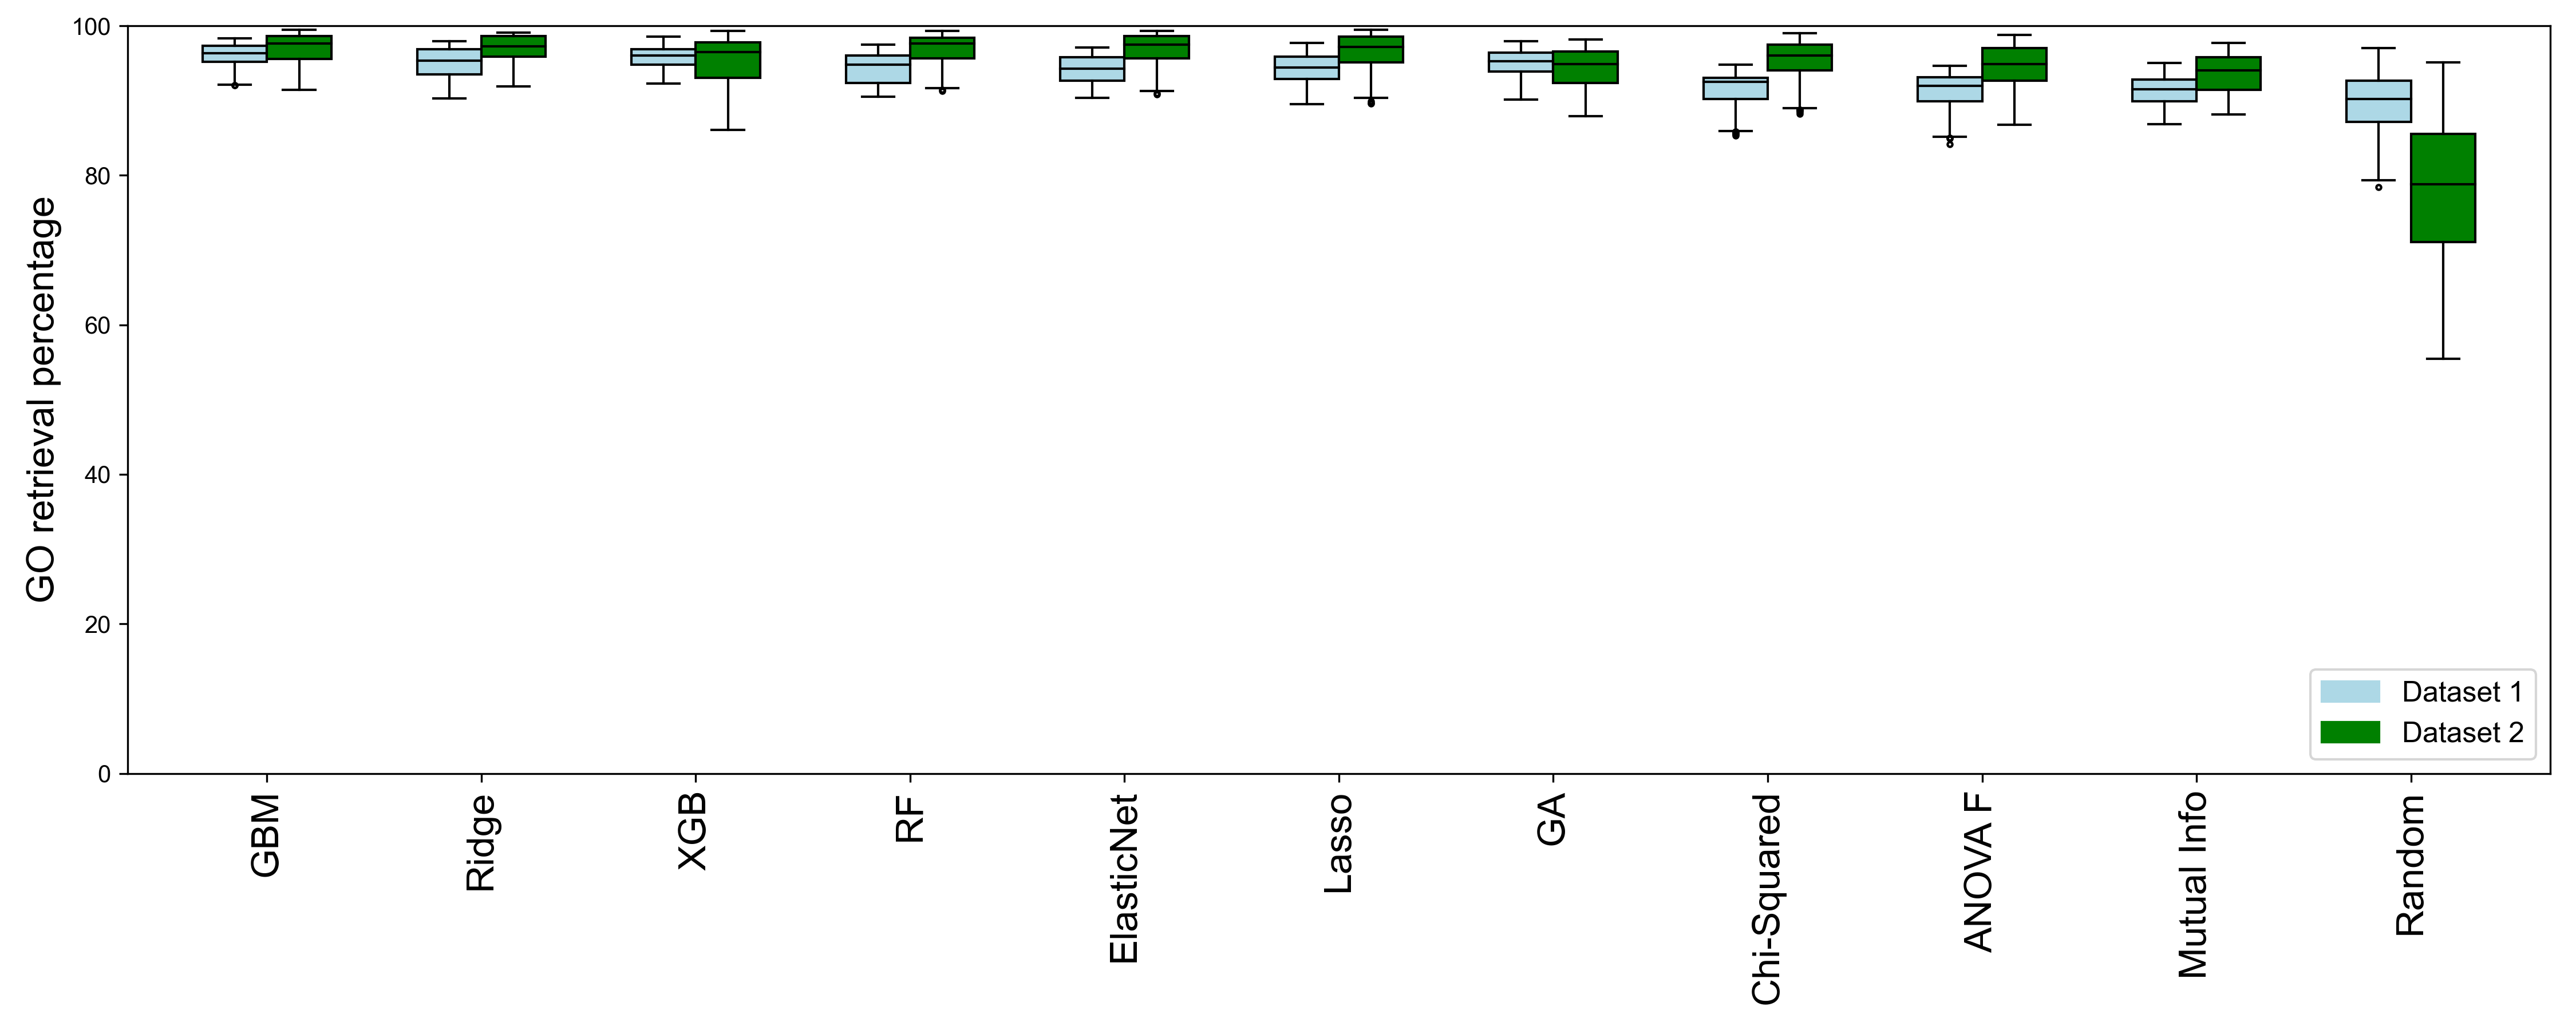 GO retrieval percentage
100
80
60
40
20
0
GBM
Ridge
XGB
RF
ElasticNet
Lasso
GA
Chi-Squared
ANOVA F
Mutual Info
Random
Dataset 1
Dataset 2